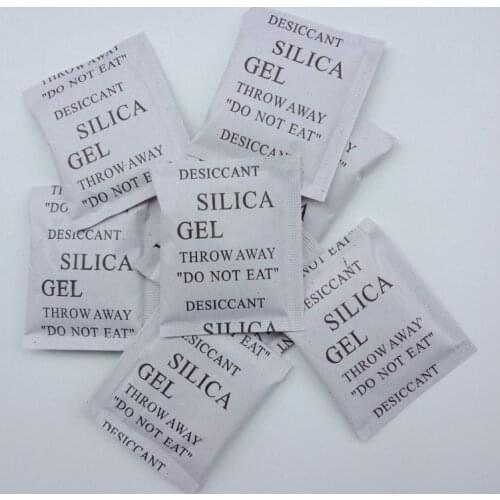 THROW AWAY
"DO NOT EAT"
DESICCANT
SILICA
GEL
THROW AWAY
"DO NOT EAT"
DESICCANT
SILICA
GEL
THROW AWAY
"DO NOT EAT"
DESICCANT
DESICCANT
SILICA
GEL
THROW AWAY
"DO NOT EAT"
DESICCANT
SILICA
GEL
THROW AWAY
"DO NOT EAT"
DESICCANT
SILICA
DESICCANT
SILICA
GEL
THROW AWAY
"DO NOT EAT"
DESICCANT
DESICCANT
SILICA
GEL
THROW AWAY
"DO NOT EAT"
DESICCANT